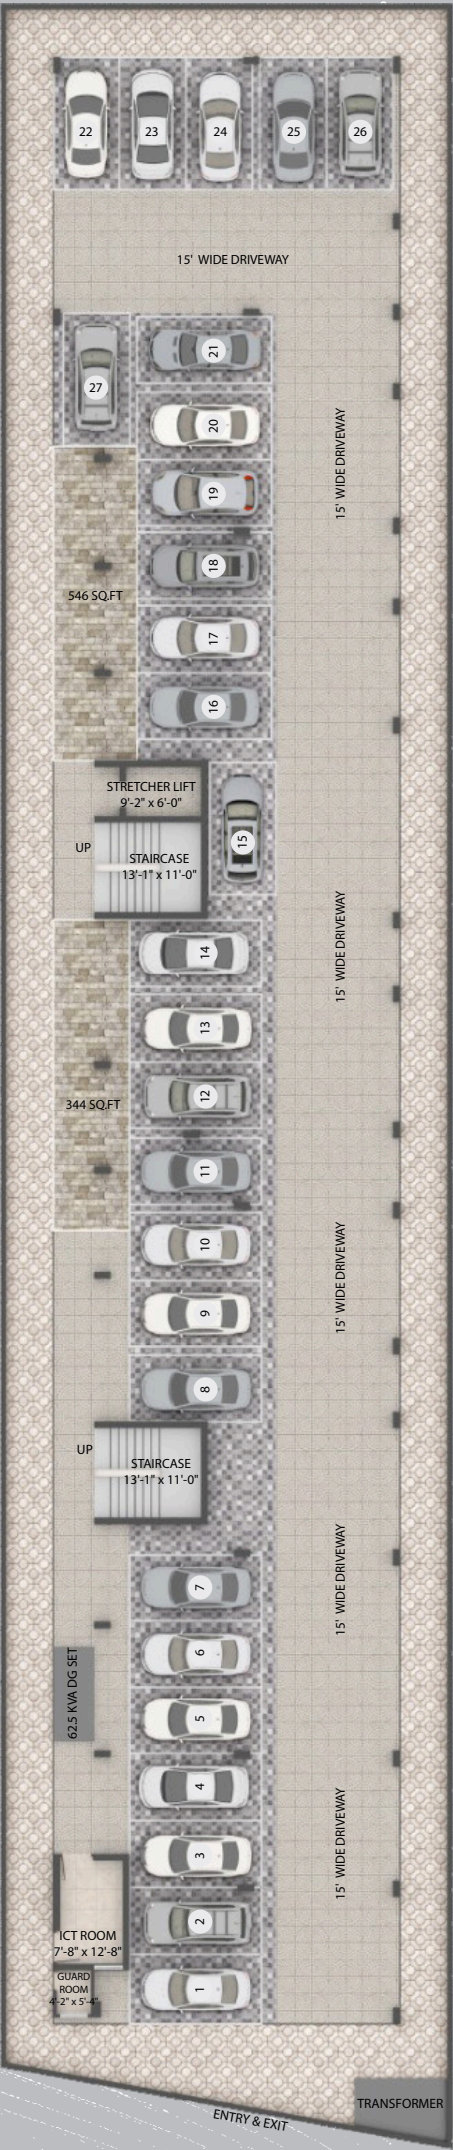 22 23 24 25 26
15' WIDE DRIVEWAY
21
27
20
15' WIDE DRIVEWAY
19
18
546 SQ.FT
17
16
STRETCHER LIFT
9'-2" x 6'-0"
15
UP
STAIRCASE
13'-1" x 11'-0"
14
15' WIDE DRIVEWAY
13
12
344 SQ.FT
11
10
15' WIDE DRIVEWAY
9
8
UP
STAIRCASE
13'-1" x 11'-0"
7
15' WIDE DRIVEWAY
6
62.5 KVA DG SET
5
4
3
15' WIDE DRIVEWAY
2
ICT ROOM
7'-8" x 12'-8"
GUARD
ROOM
4'-2" x 5'-4"
1
TRANSFORMER
ENTRY & EXIT